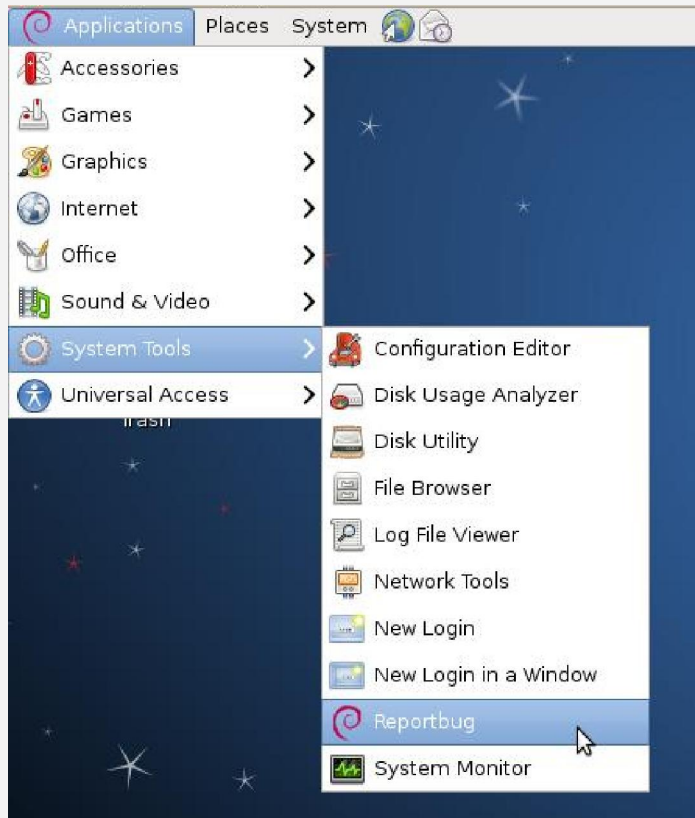 Applications Places System
Accessories
Games
Graphics
Internet
Office
Sound & Video
System Tools
Universal Access
Trash
Configuration Editor
Disk Usage Analyzer
Disk Utility
File Browser
Log File Viewer
Network Tools
New Login
New Login in a Window
Reportbug
System Monitor